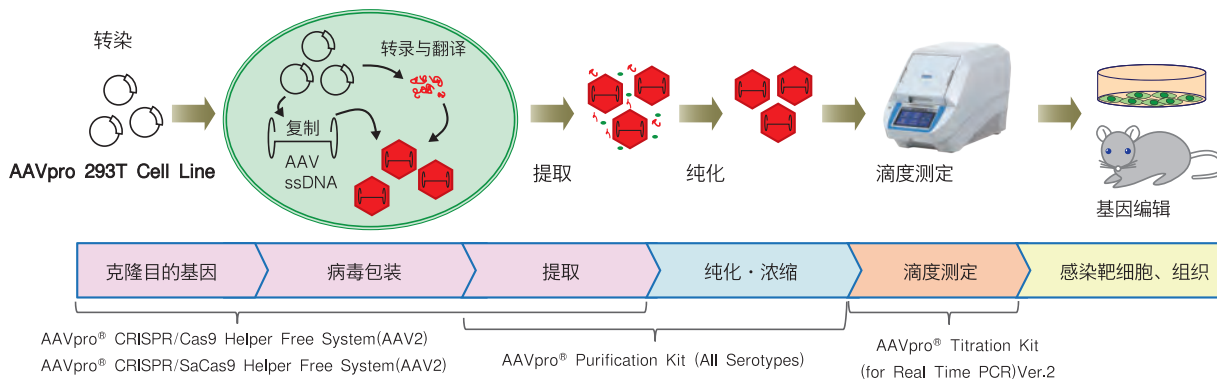 转染
AAVpro 293T Cell Line
转录与翻译
复制
AAV
ssDNA
提取
纯化
滴度测定
基因编辑
克隆目的基因
病毒包装
提取
纯化·浓缩
滴度测定
感染靶细胞、组织
AAVpro® CRISPR/Cas9 Helper Free System(AAV2)
AAVpro® CRISPR/SaCas9 Helper Free System(AAV2)
AAVpro® Purification Kit (All Serotypes)
AAVpro® Titration Kit
(for Real Time PCR)Ver.2